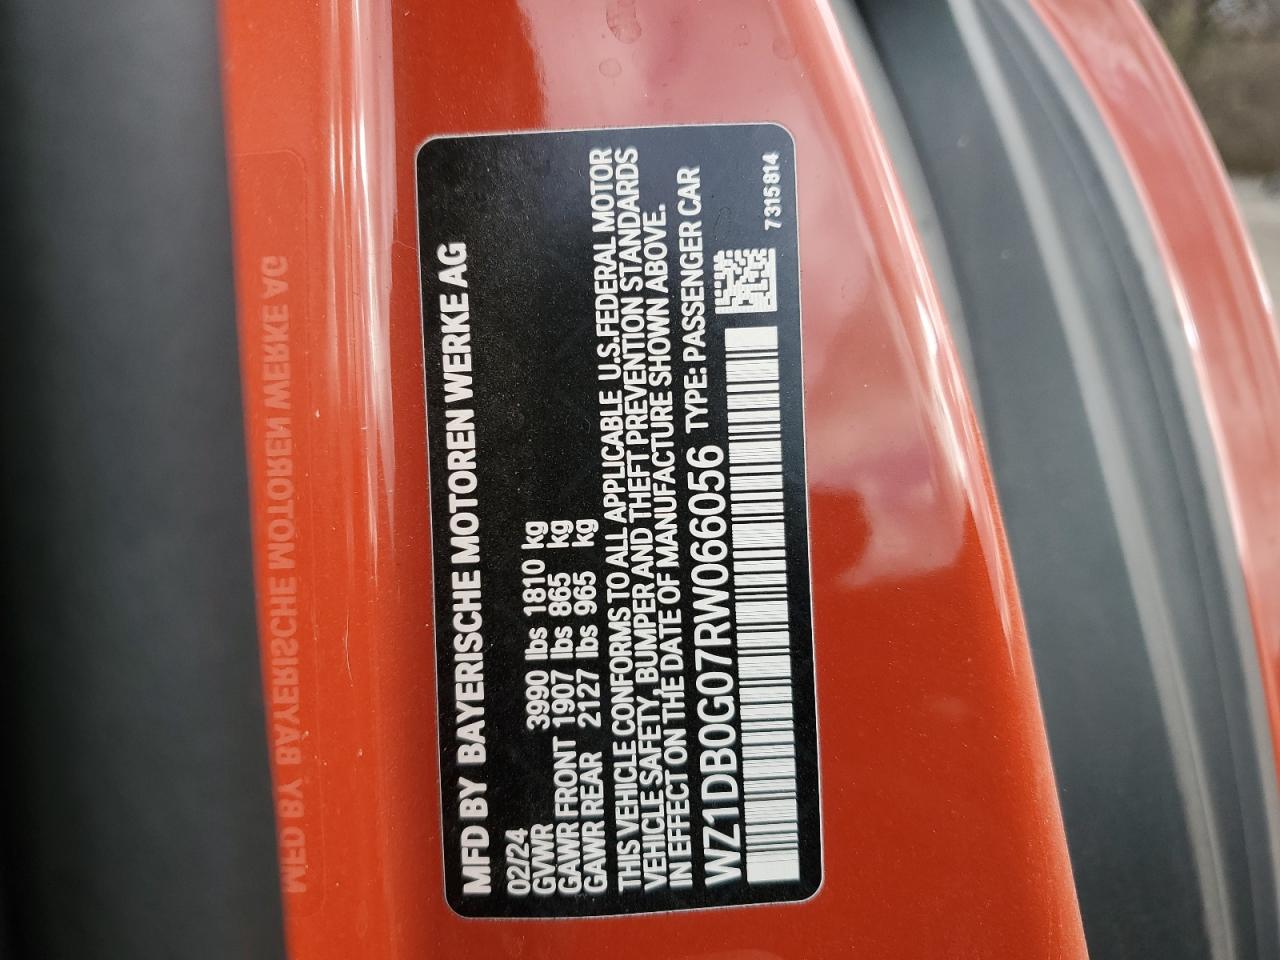 MFD BY BAYERISCHE MOTOREN WERKE AG
02/24
GVWR 3990 lbs 1810 kg
GAWR FRONT 1907 lbs 865 kg
GAWR REAR 2127 lbs 965 kg
THIS VEHICLE CONFORMS TO ALL APPLICABLE U.S.FEDERAL MOTOR
VEHICLE SAFETY, BUMPER AND THEFT PREVENTION STANDARDS
IN EFFECT ON THE DATE OF MANUFACTURE SHOWN ABOVE.
WZ1DB0G07RW066056 TYPE: PASSENGER CAR
7315814
MFD BY BAYERISCHE MOTOREN WERKE AG